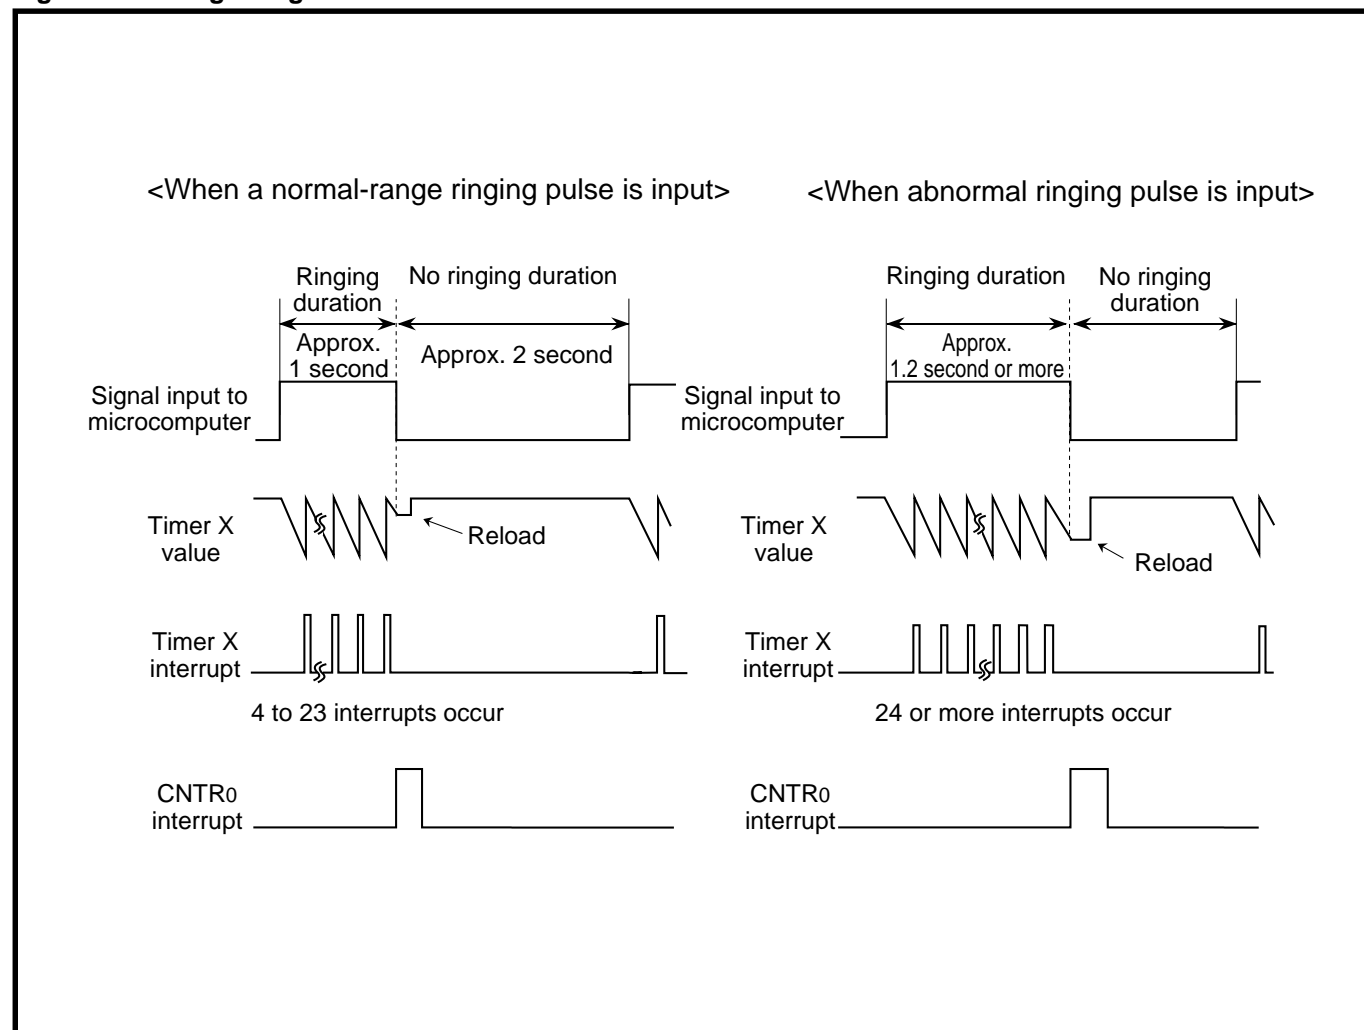 <When a normal-range ringing pulse is input>
Ringing
duration
No ringing duration
Approx.
1 second
Approx. 2 second
Signal input to
microcomputer
Timer X
value
Reload
Timer X
interrupt
4 to 23 interrupts occur
CNTR0
interrupt
<When abnormal ringing pulse is input>
Ringing duration
No ringing
duration
Approx.
1.2 second or more
Signal input to
microcomputer
Timer X
value
Reload
Timer X
interrupt
24 or more interrupts occur
CNTR0
interrupt